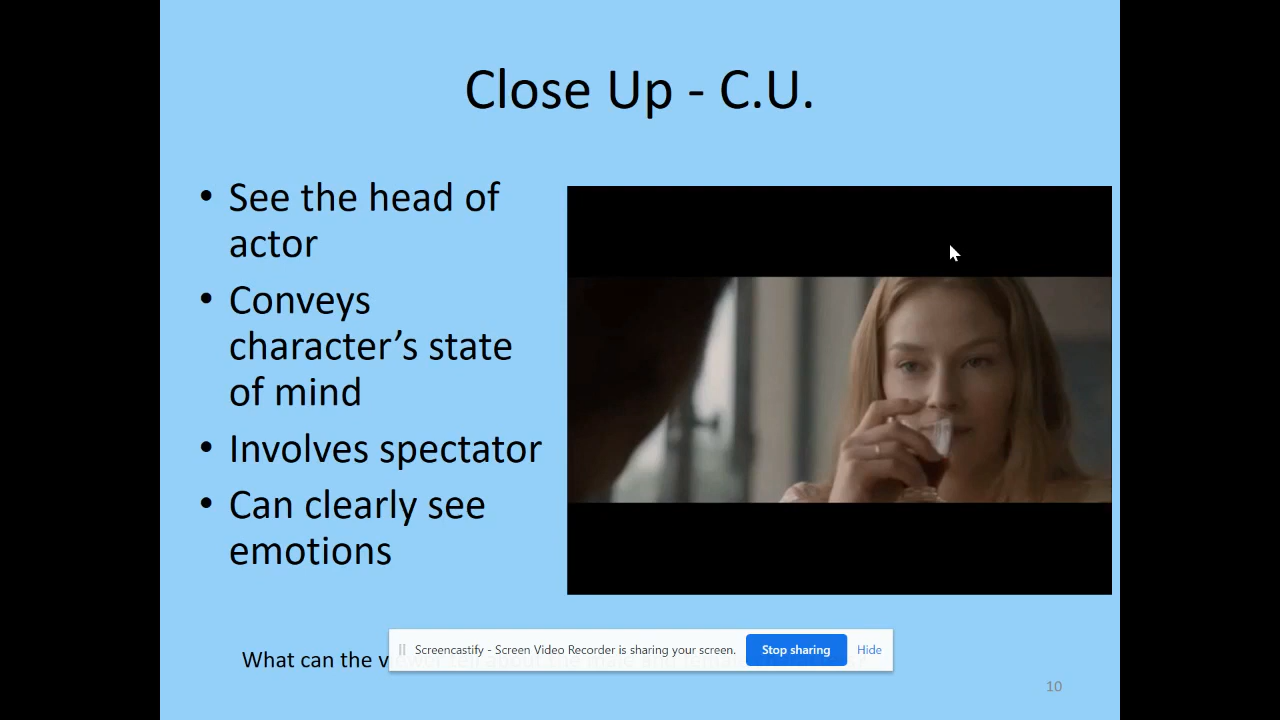 Close Up - C.U.
• See the head of
actor
• Conveys
character’s state
of mind
• Involves spectator
• Can clearly see
emotions
What can the
Screencastify - Screen Video Recorder is sharing your screen.
Stop sharing
Hide
10